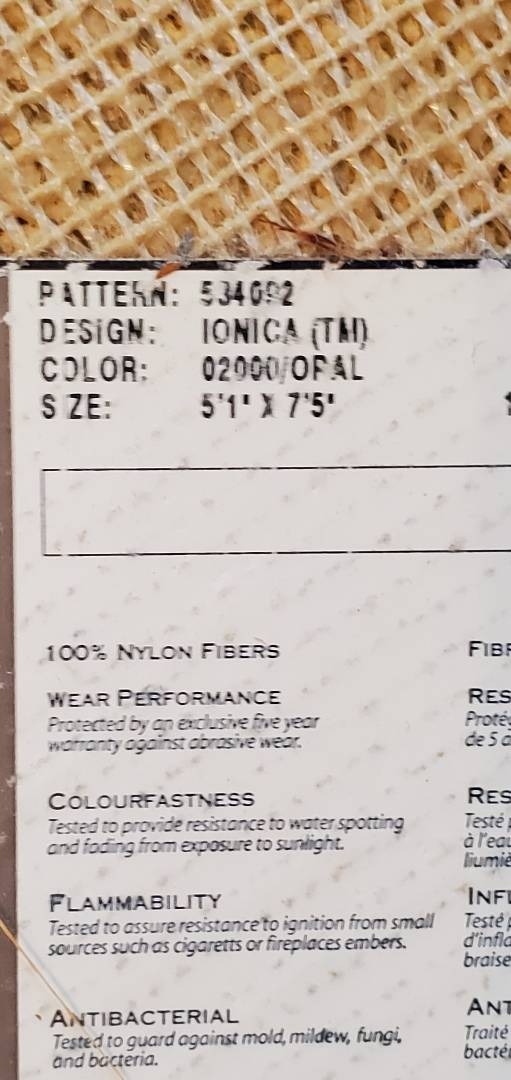 PATTERN: 534092
DESIGN: IONICA (TM)
COLOR: 02000/OPAL
SIZE: 5'1" X 7'5"
100% NYLON FIBERS
WEAR PERFORMANCE
Protected by an exclusive five year
warranty against abrasive wear.
COLOURFASTNESS
Tested to provide resistance to water spotting
and fading from exposure to sunlight.
FLAMMABILITY
Tested to assure resistance to ignition from small
sources such as cigaretts or fireplaces embers.
ANTIBACTERIAL
Tested to guard against mold, mildew, fungi,
and bacteria.
FIBR
RES
Proté
de 5 a
RES
Testé p
à l'eau
INFL
Testé p
d'infla
braise
ANT
Traité
bacté